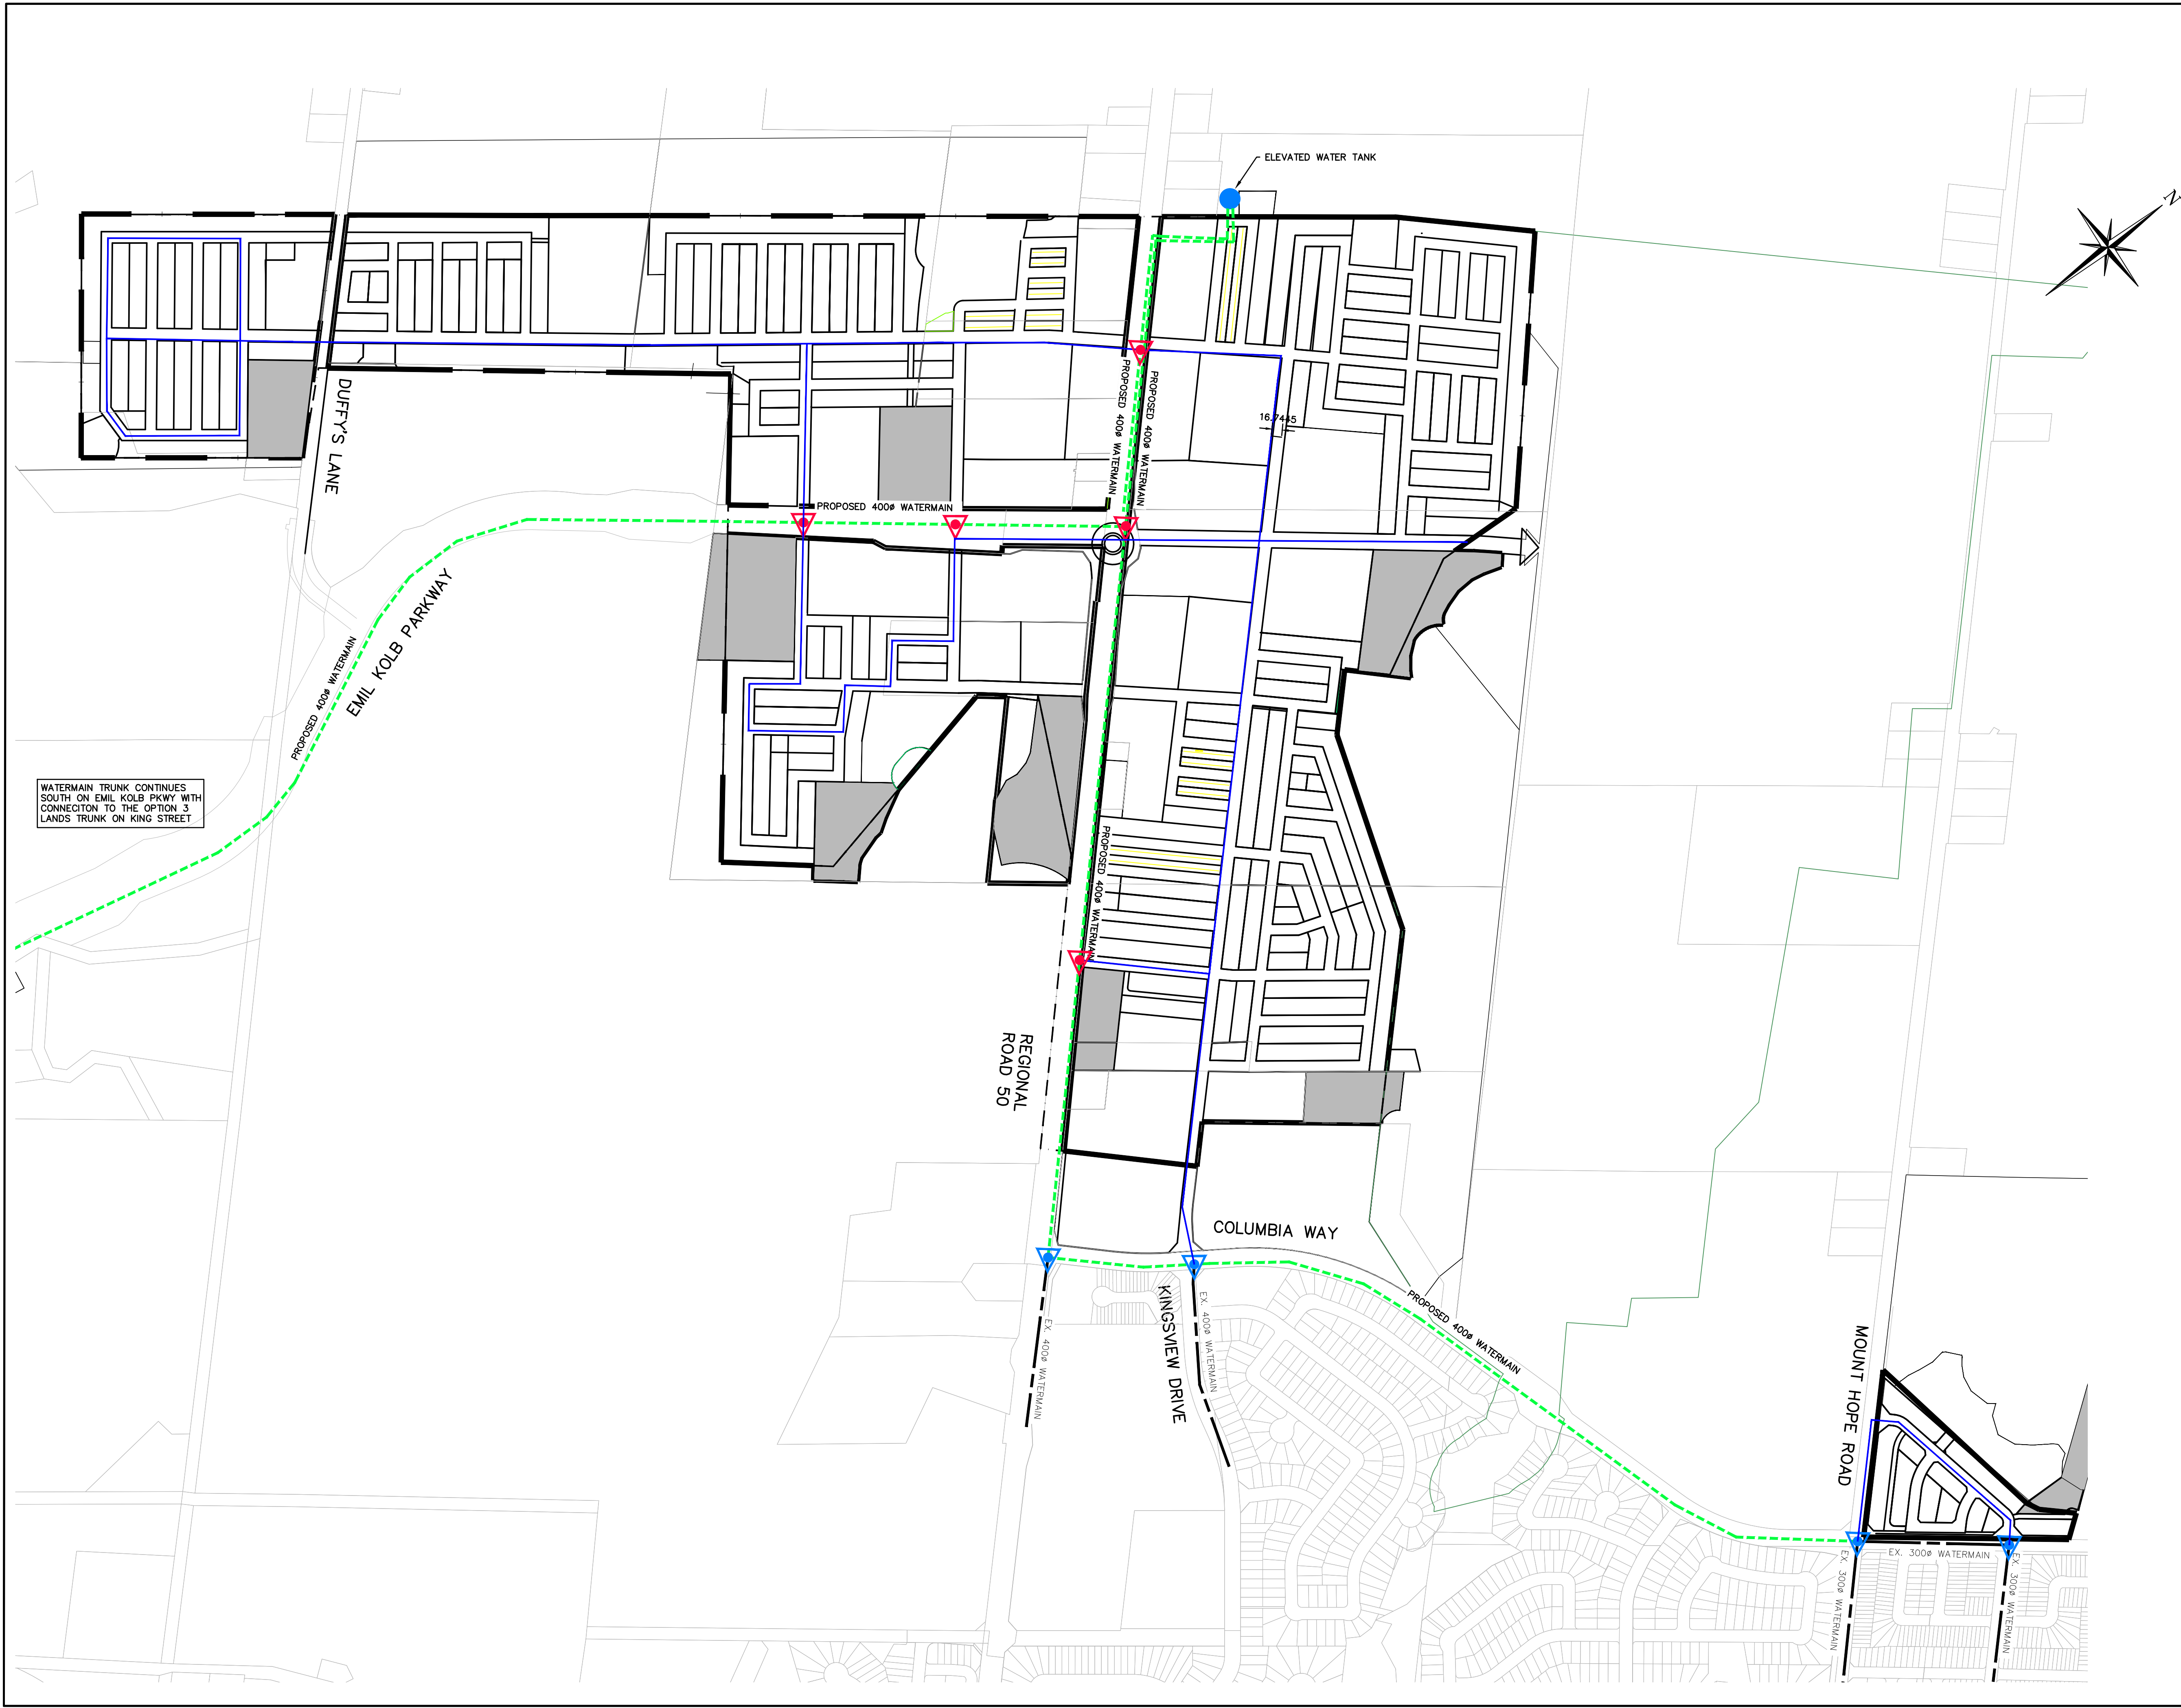 ELEVATED WATER TANK
N
DUFFY'S LANE
PROPOSED 400ø WATERMAIN
PROPOSED 400ø WATERMAIN
16.7445
PROPOSED 400ø WATERMAIN
EMIL KOLB PARKWAY
PROPOSED 400ø WATERMAIN
WATERMAIN TRUNK CONTINUES
SOUTH ON EMIL KOLB PKWY WITH
CONNECITON TO THE OPTION 3
LANDS TRUNK ON KING STREET
PROPOSED 400ø WATERMAIN
REGIONAL
ROAD 50
COLUMBIA WAY
KINGSVIEW DRIVE
EX. 400ø WATERMAIN
EX. 400ø WATERMAIN
PROPOSED 400ø WATERMAIN
MOUNT HOPE ROAD
EX. 300ø WATERMAIN
EX. 300ø WATERMAIN
EX. 300ø WATERMAIN